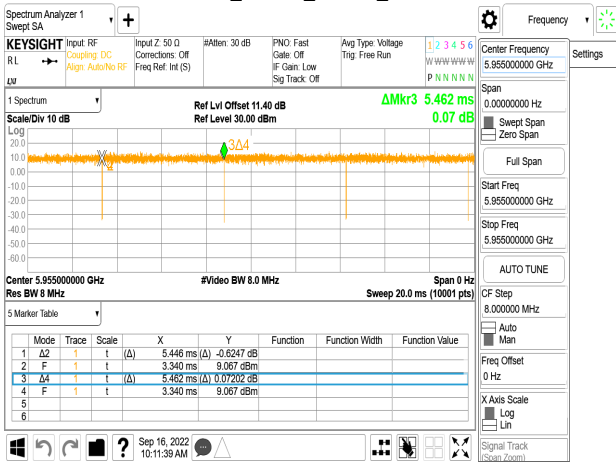 Spectrum Analyzer 1
Swept SA
Frequency
KEYSIGHT Input: RF Input Z: 50 Ω #Atten: 30 dB PNO: Fast Avg Type: Voltage 1 2 3 4 5 6
Coupling: DC Corrections: Off Gate: Off Trig: Free Run
R L Align: Auto/No RF Freq Ref: Int (S) IF Gain: Low W W W W W W
Sig Track: Off P N N N N N
LXI
1 Spectrum
Ref Lvl Offset 11.40 dB ΔMkr3 5.462 ms
Scale/Div 10 dB Ref Level 30.00 dBm 0.07 dB
Log
20.0
10.0
0.00
-10.0
-20.0
-30.0
-40.0
-50.0
-60.0
3Δ4
Center 5.955000000 GHz #Video BW 8.0 MHz Span 0 Hz
Res BW 8 MHz Sweep 20.0 ms (10001 pts)
5 Marker Table
Mode Trace Scale X Y Function Function Width Function Value
1 Δ2 1 t (Δ) 5.446 ms (Δ) -0.6247 dB
2 F 1 t 3.340 ms 9.067 dBm
3 Δ4 1 t (Δ) 5.462 ms (Δ) 0.07202 dB
4 F 1 t 3.340 ms 9.067 dBm
5
6
Sep 16, 2022
10:11:39 AM
Center Frequency
5.955000000 GHz
Settings
Span
0.00000000 Hz
Swept Span
Zero Span
Full Span
Start Freq
5.955000000 GHz
Stop Freq
5.955000000 GHz
AUTO TUNE
CF Step
8.000000 MHz
Auto
Man
Freq Offset
0 Hz
X Axis Scale
Log
Lin
Signal Track
(Span Zoom)